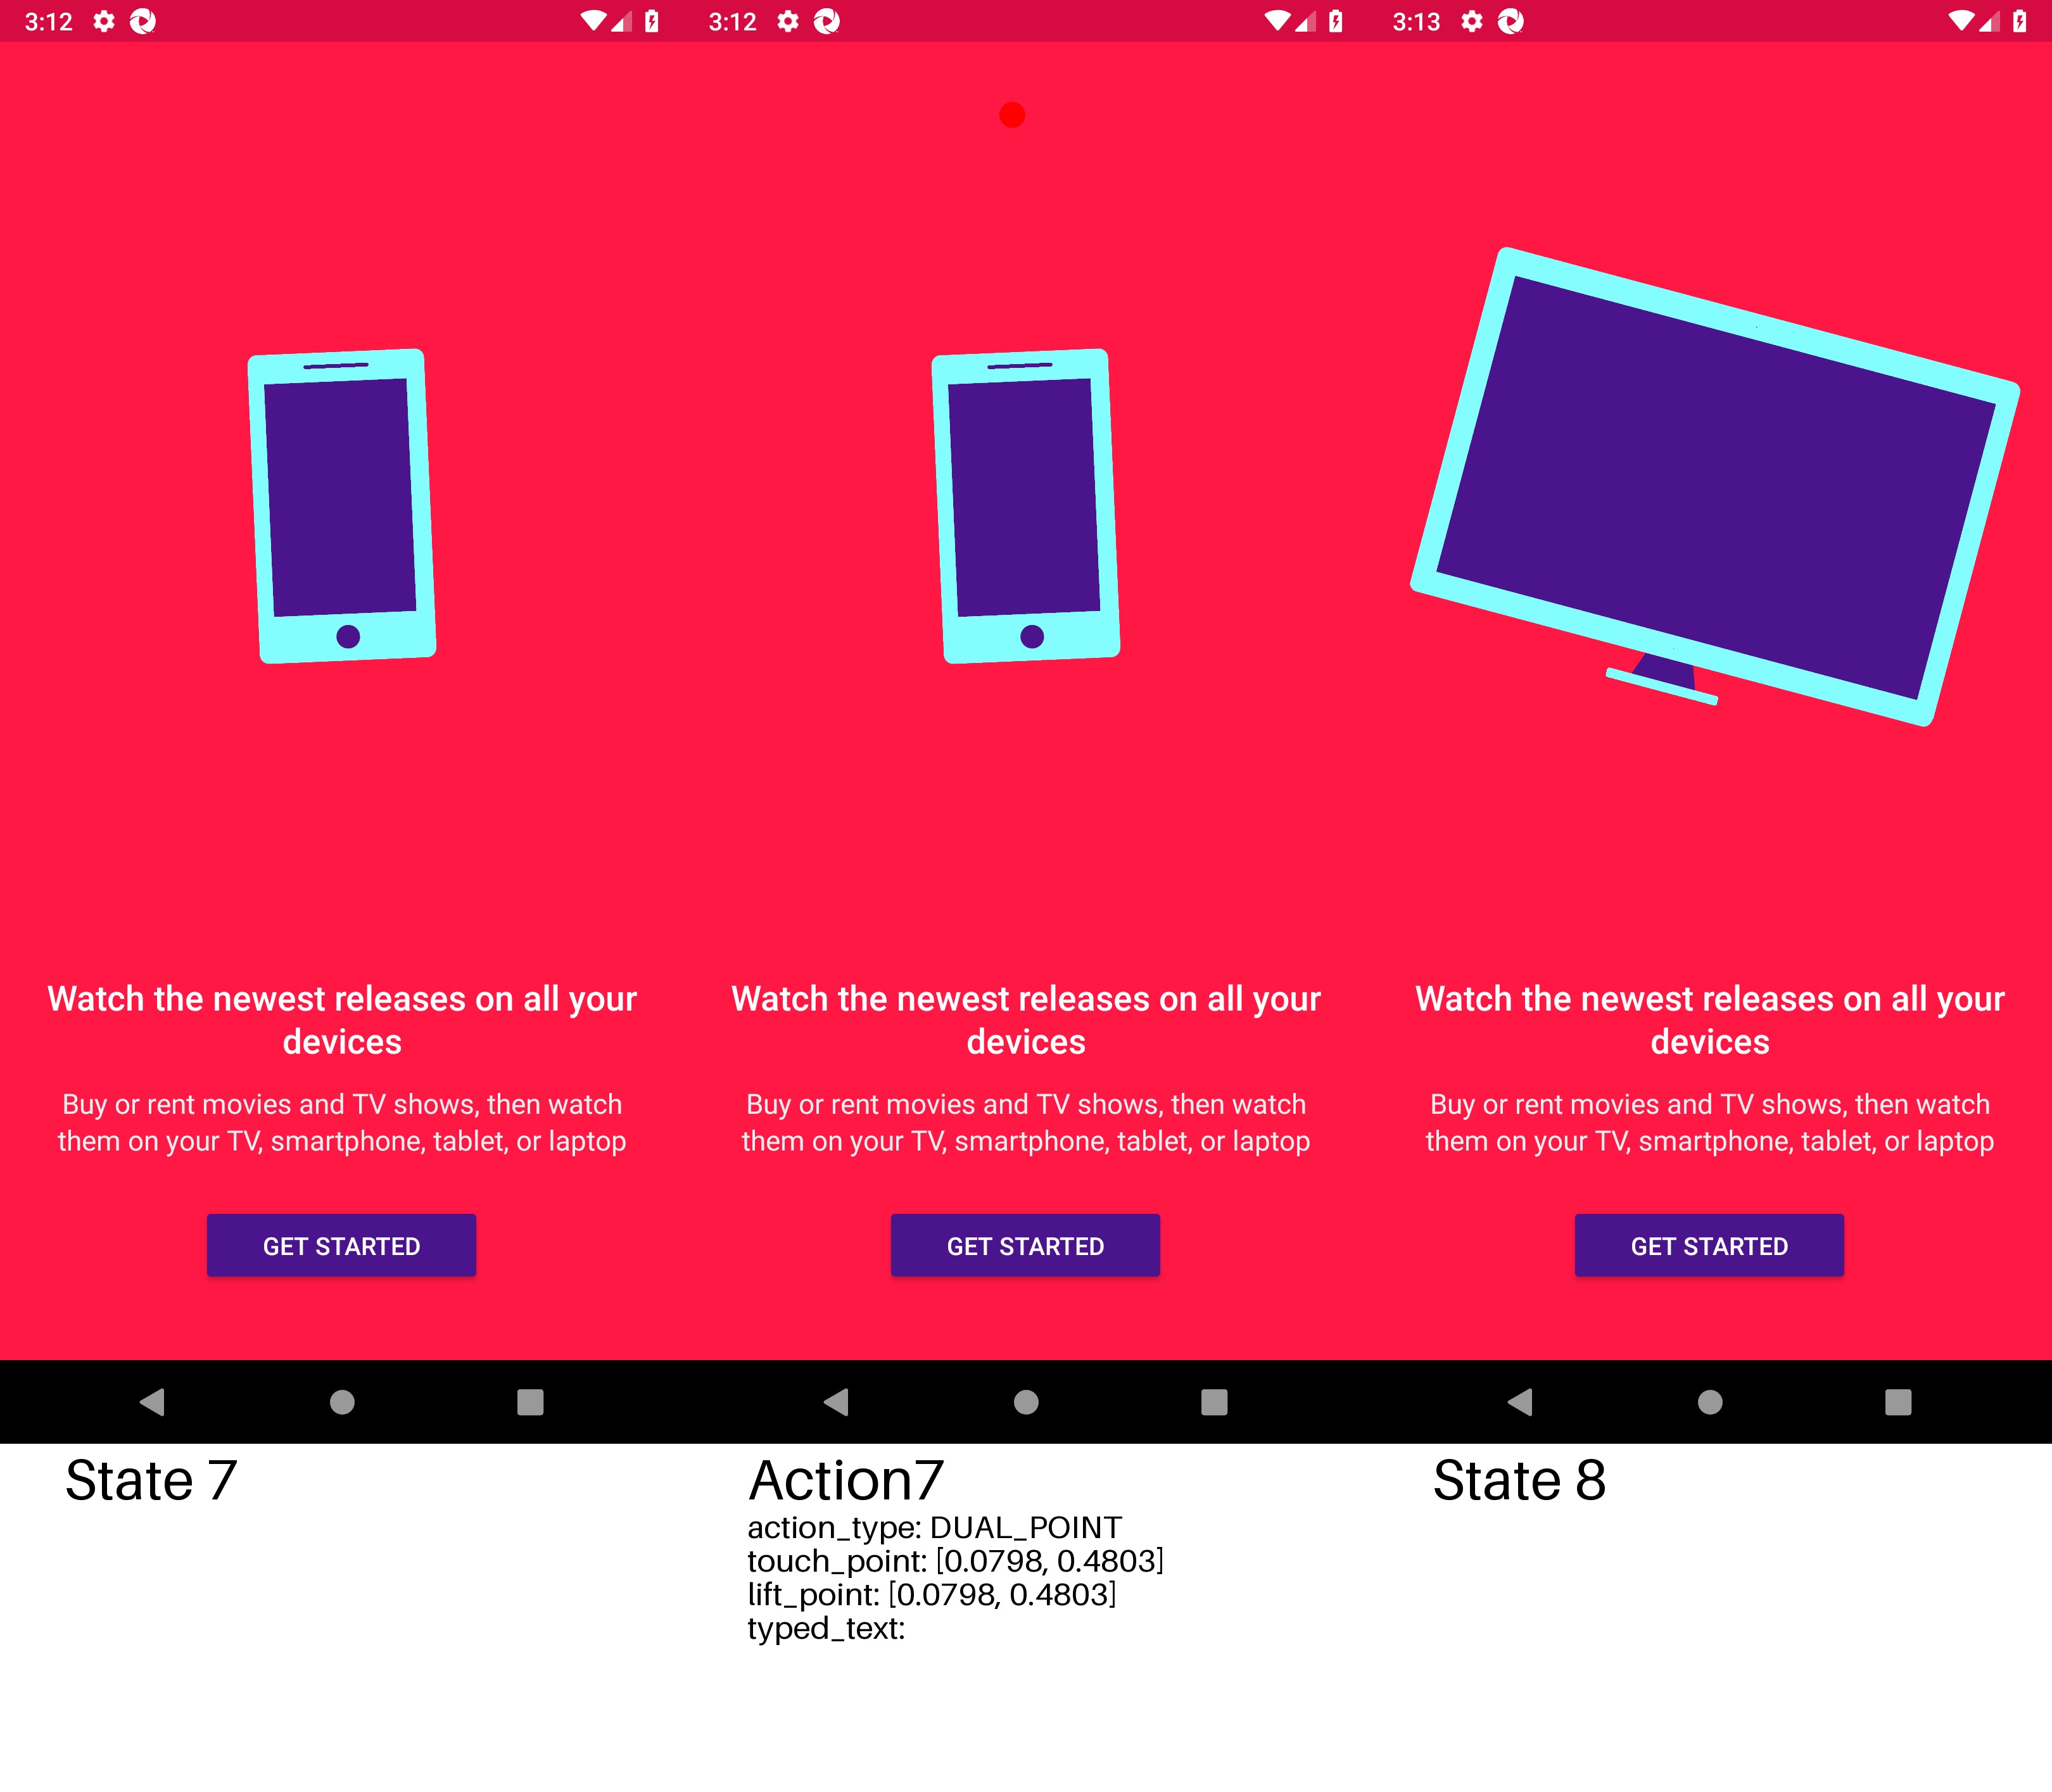 3:12
Watch the newest releases on all your
devices
Buy or rent movies and TV shows, then watch
them on your TV, smartphone, tablet, or laptop
GET STARTED
State 7
3:12
Watch the newest releases on all your
devices
Buy or rent movies and TV shows, then watch
them on your TV, smartphone, tablet, or laptop
GET STARTED
Action7
action_type: DUAL_POINT
touch_point: [0.0798, 0.4803]
lift_point: [0.0798, 0.4803]
typed_text:
3:13
Watch the newest releases on all your
devices
Buy or rent movies and TV shows, then watch
them on your TV, smartphone, tablet, or laptop
GET STARTED
State 8